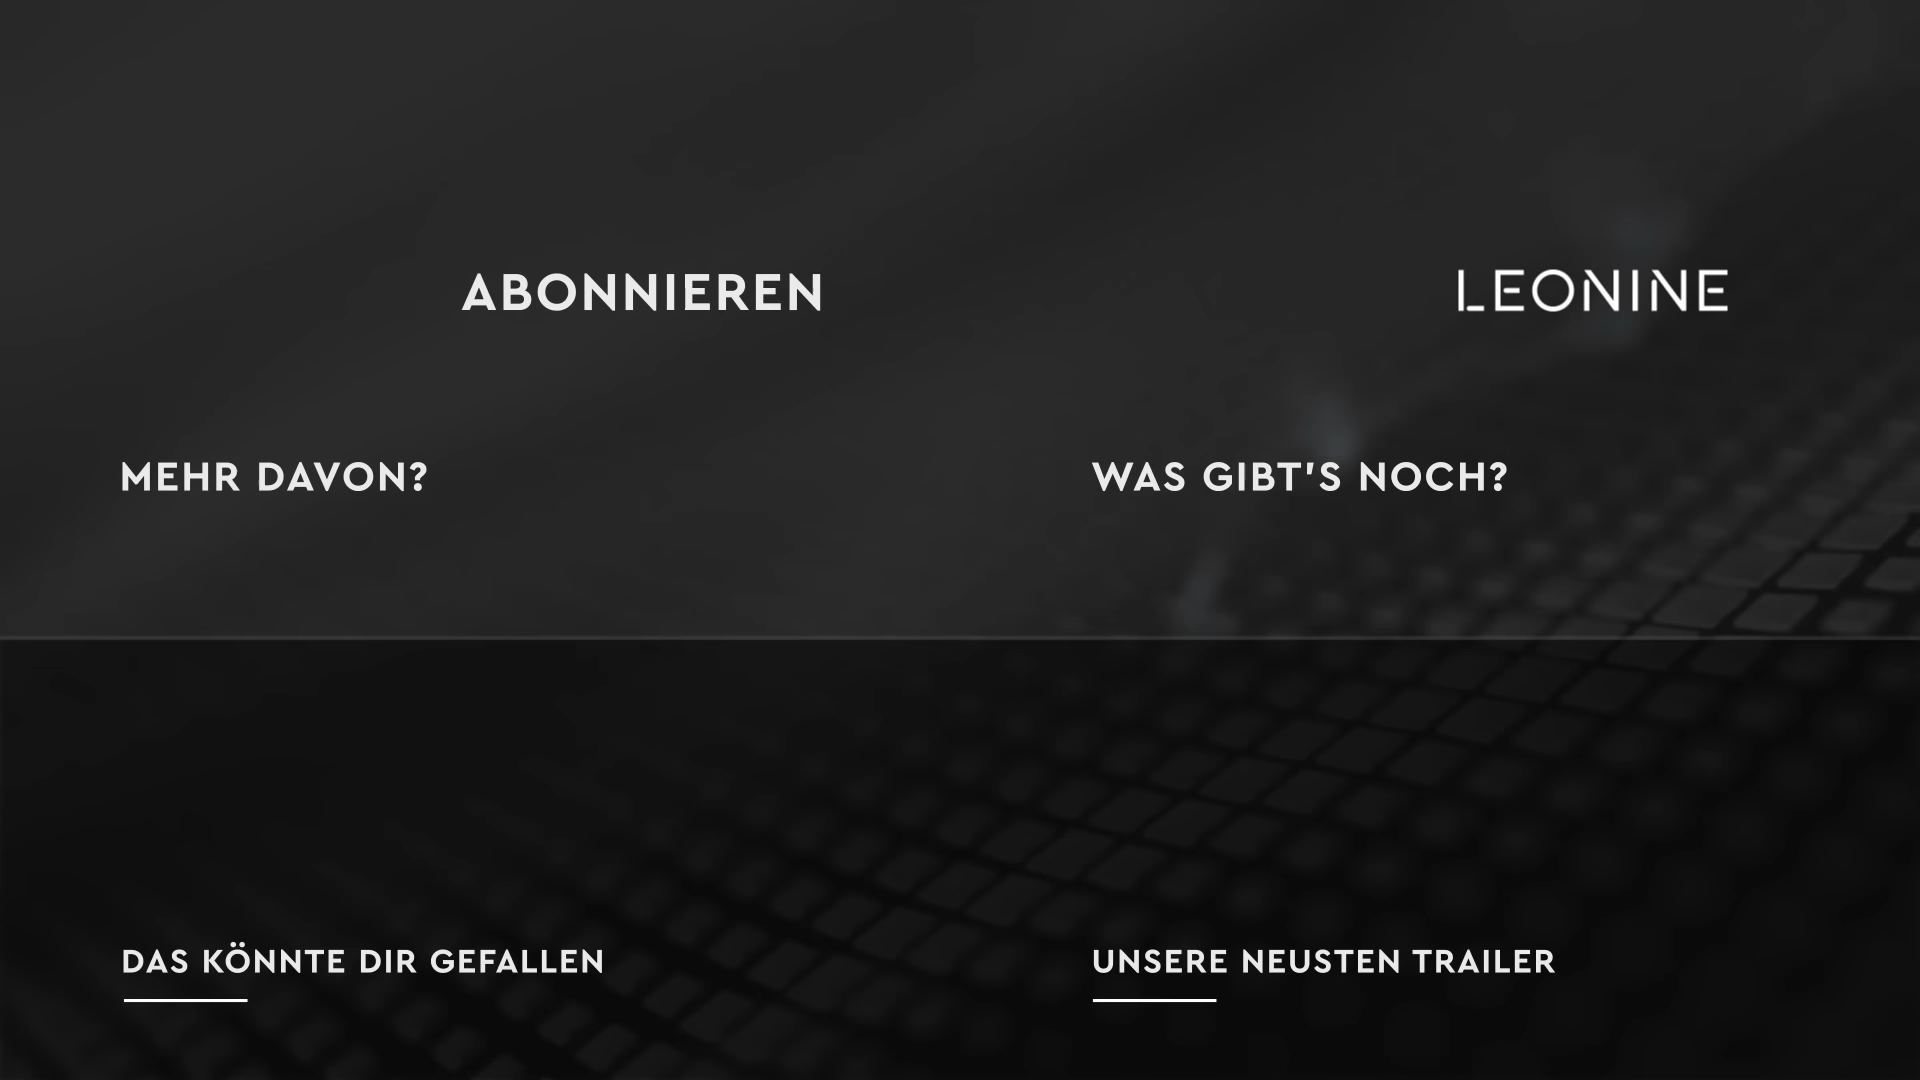 ABONNIEREN
LEONINE
MEHR DAVON?
WAS GIBT'S NOCH?
DAS KÖNNTE DIR GEFALLEN
UNSERE NEUSTEN TRAILER